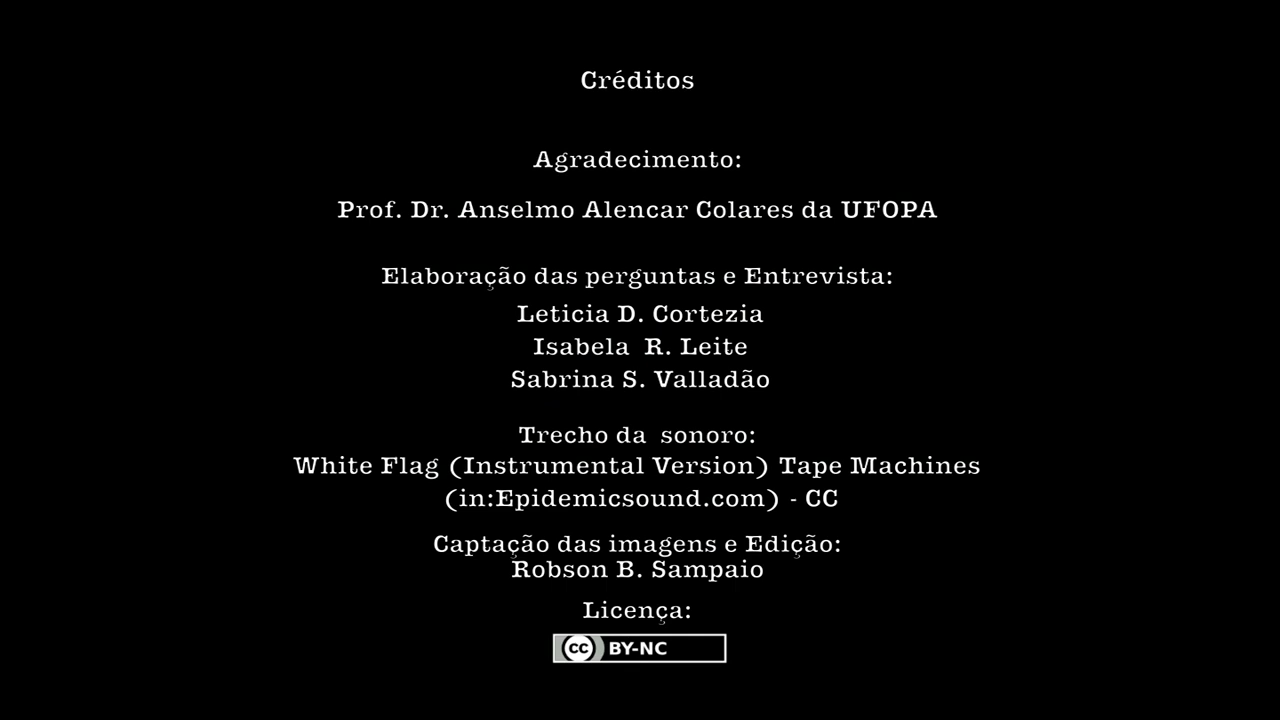 Créditos
Agradecimento:
Prof. Dr. Anselmo Alencar Colares da UFOPA
Elaboração das perguntas e Entrevista:
Leticia D. Cortezia
Isabela R. Leite
Sabrina S. Valladão
Trecho da sonoro:
White Flag (Instrumental Version) Tape Machines
(in:Epidemicsound.com) - CC
Captação das imagens e Edição:
Robson B. Sampaio
Licença:
cc BY-NC